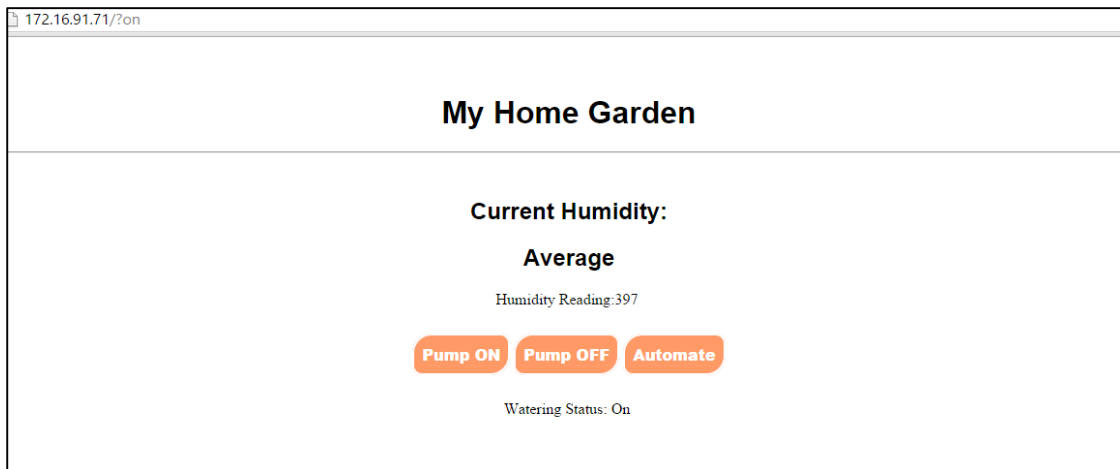 172.16.91.71/?on
My Home Garden
Current Humidity:
Average
Humidity Reading:397
Pump ON Pump OFF Automate
Watering Status: On